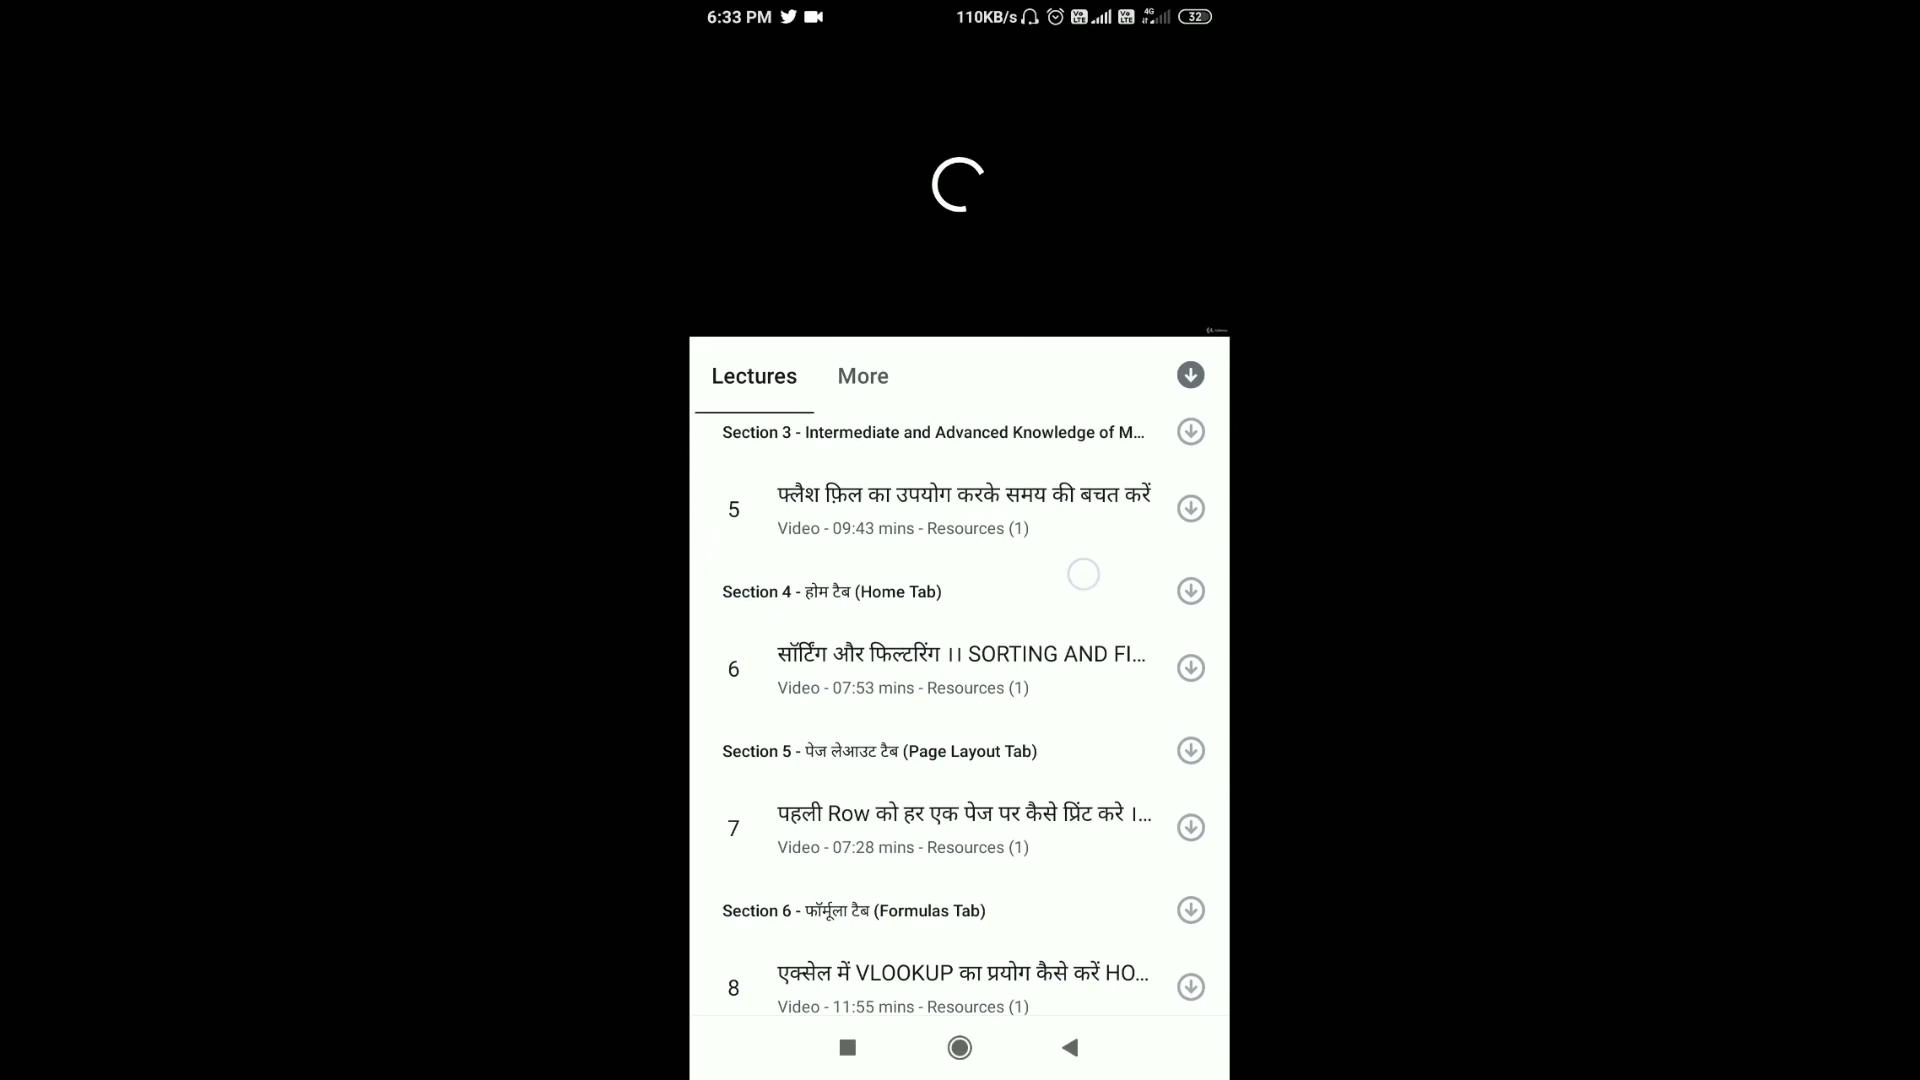 6:33 PM 110KB/s 4G 32
Lectures More
Section 3 - Intermediate and Advanced Knowledge of M...
5
फ्लैश फ़िल का उपयोग करके समय की बचत करें
Video - 09:43 mins - Resources (1)
Section 4 - होम टैब (Home Tab)
6
सॉर्टिंग और फिल्टरिंग ।। SORTING AND FI...
Video - 07:53 mins - Resources (1)
Section 5 - पेज लेआउट टैब (Page Layout Tab)
7
पहली Row को हर एक पेज पर कैसे प्रिंट करे ।...
Video - 07:28 mins - Resources (1)
Section 6 - फॉर्मूला टैब (Formulas Tab)
8
एक्सेल में VLOOKUP का प्रयोग कैसे करें HO...
Video - 11:55 mins - Resources (1)